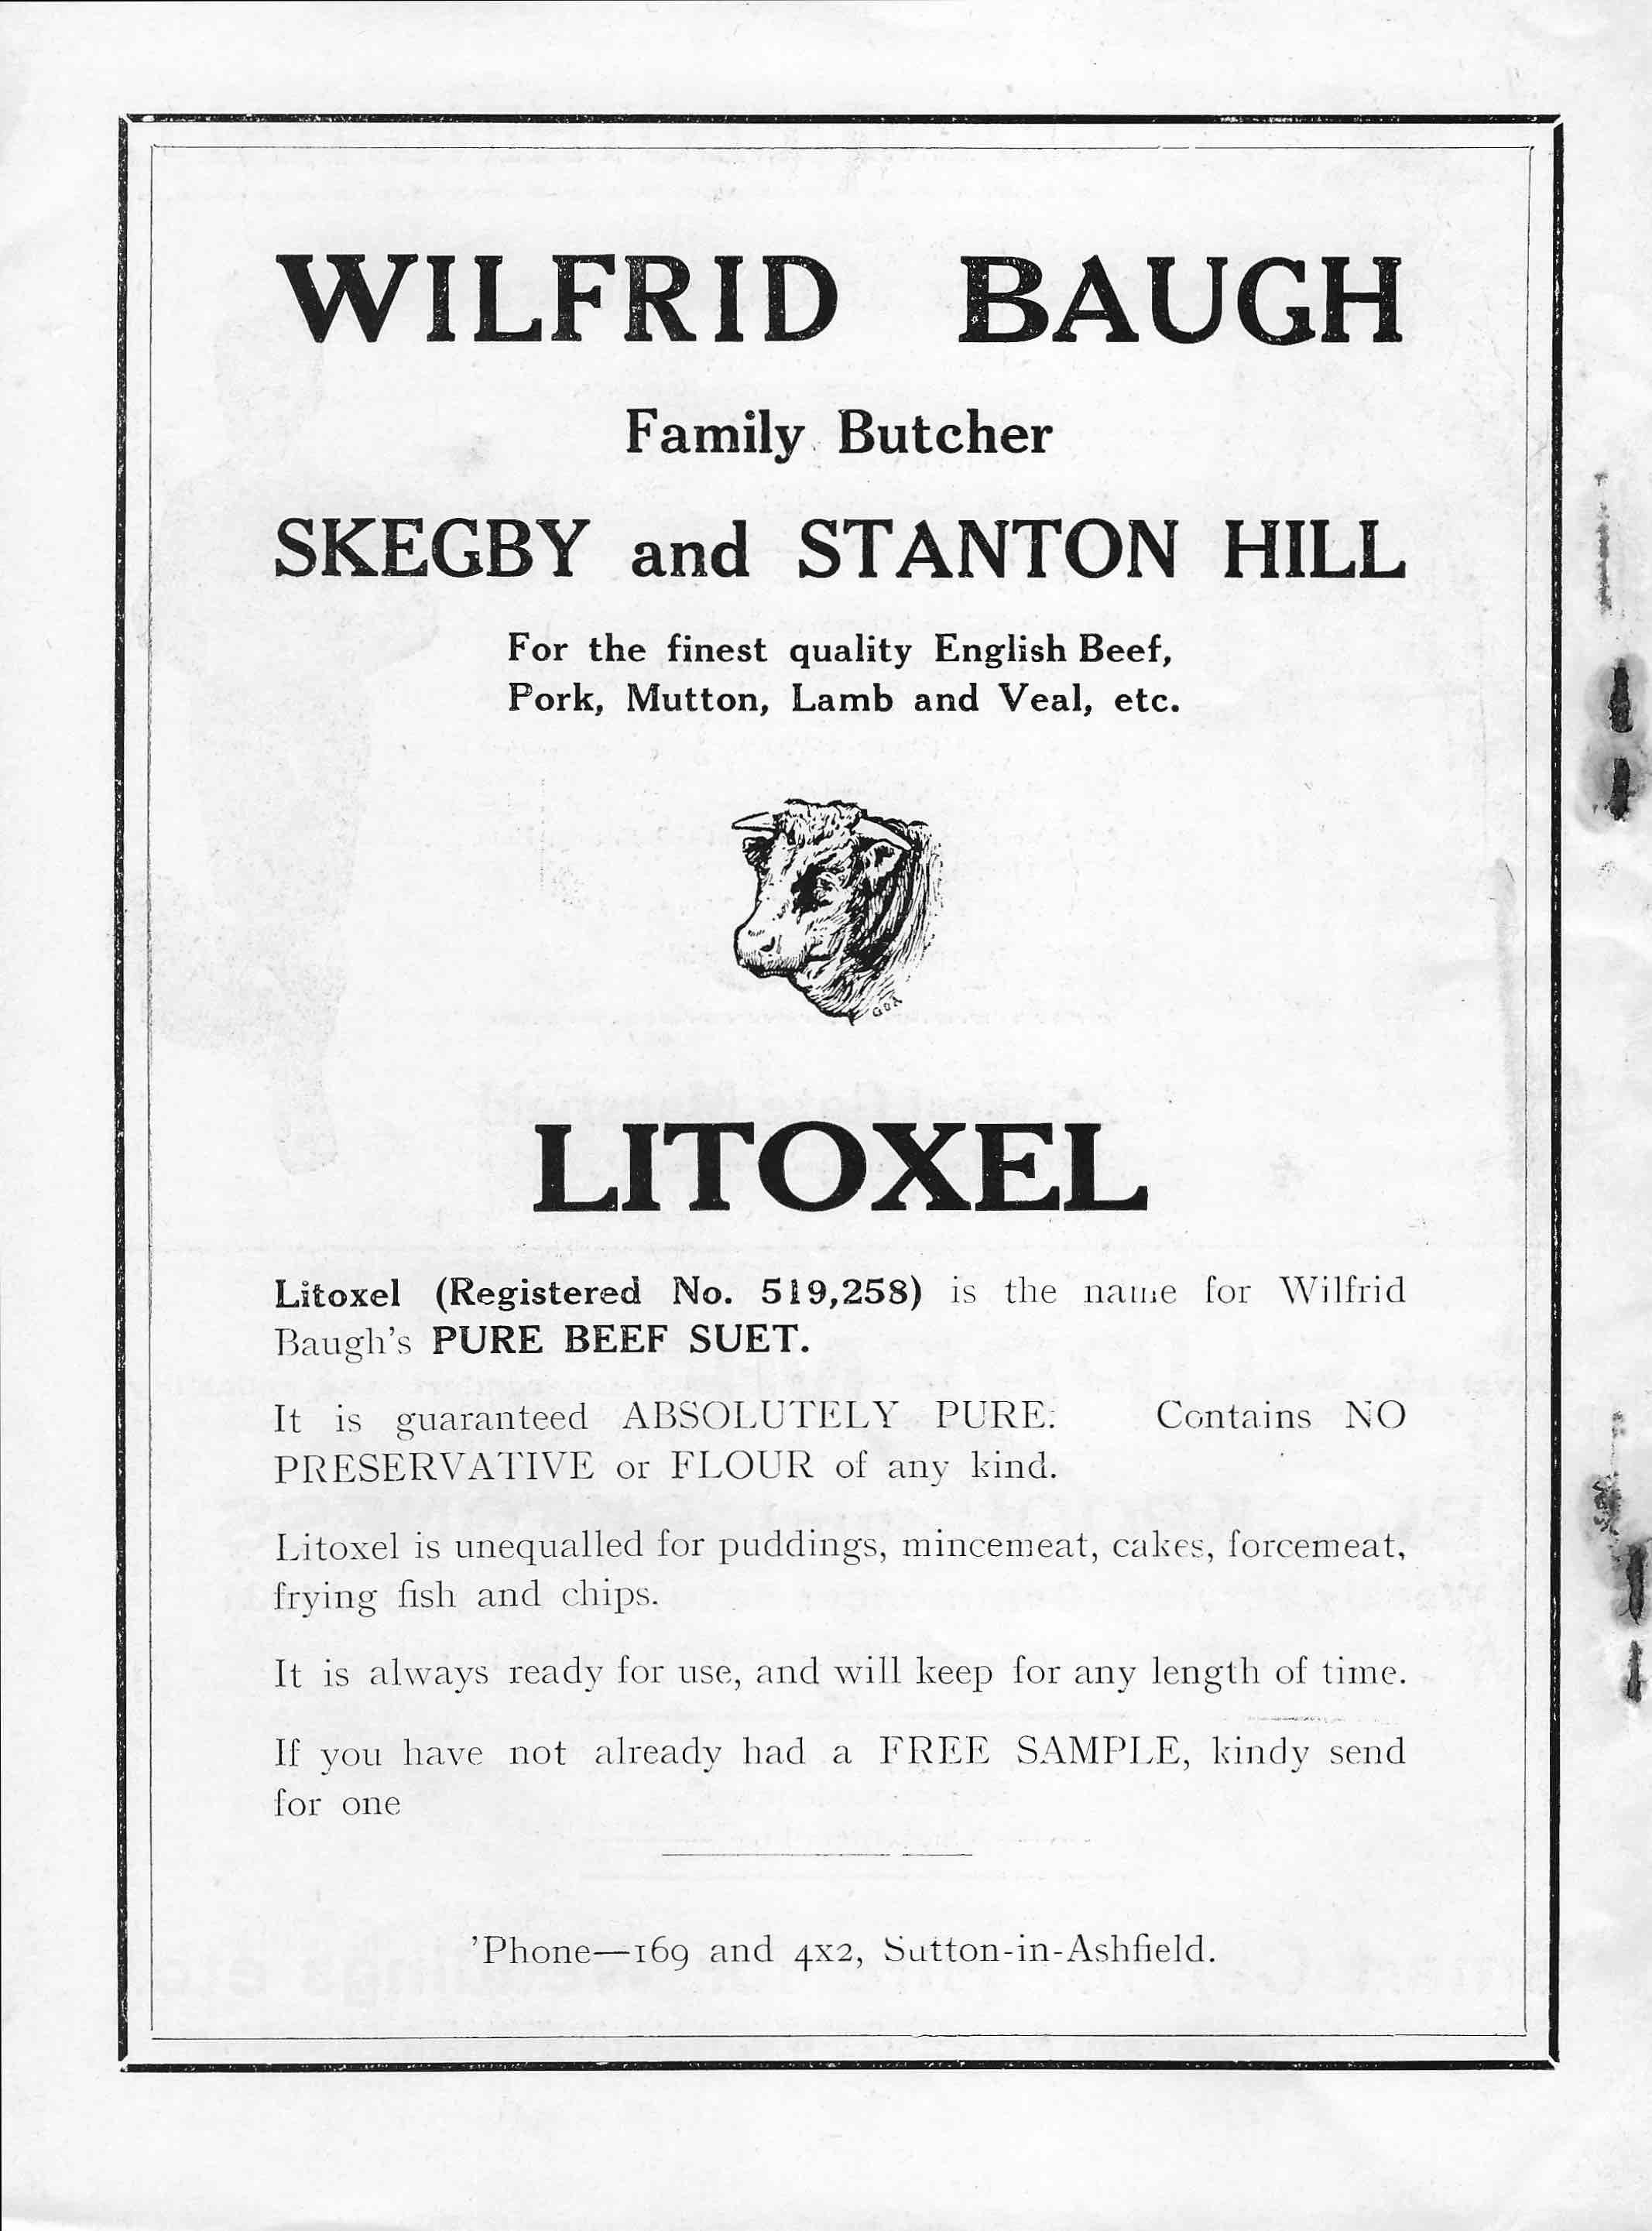 WILFRID BAUGH
Family Butcher
SKEGBY and STANTON HILL
For the finest quality English Beef,
Pork, Mutton, Lamb and Veal, etc.
LITOXEL
Litoxel (Registered No. 519,258) is the name for Wilfrid
Baugh's PURE BEEF SUET.
It is guaranteed ABSOLUTELY PURE. Contains NO
PRESERVATIVE or FLOUR of any kind.
Litoxel is unequalled for puddings, mincemeat, cakes, forcemeat,
frying fish and chips.
It is always ready for use, and will keep for any length of time.
If you have not already had a FREE SAMPLE, kindy send
for one
'Phone—169 and 4x2, Sutton-in-Ashfield.